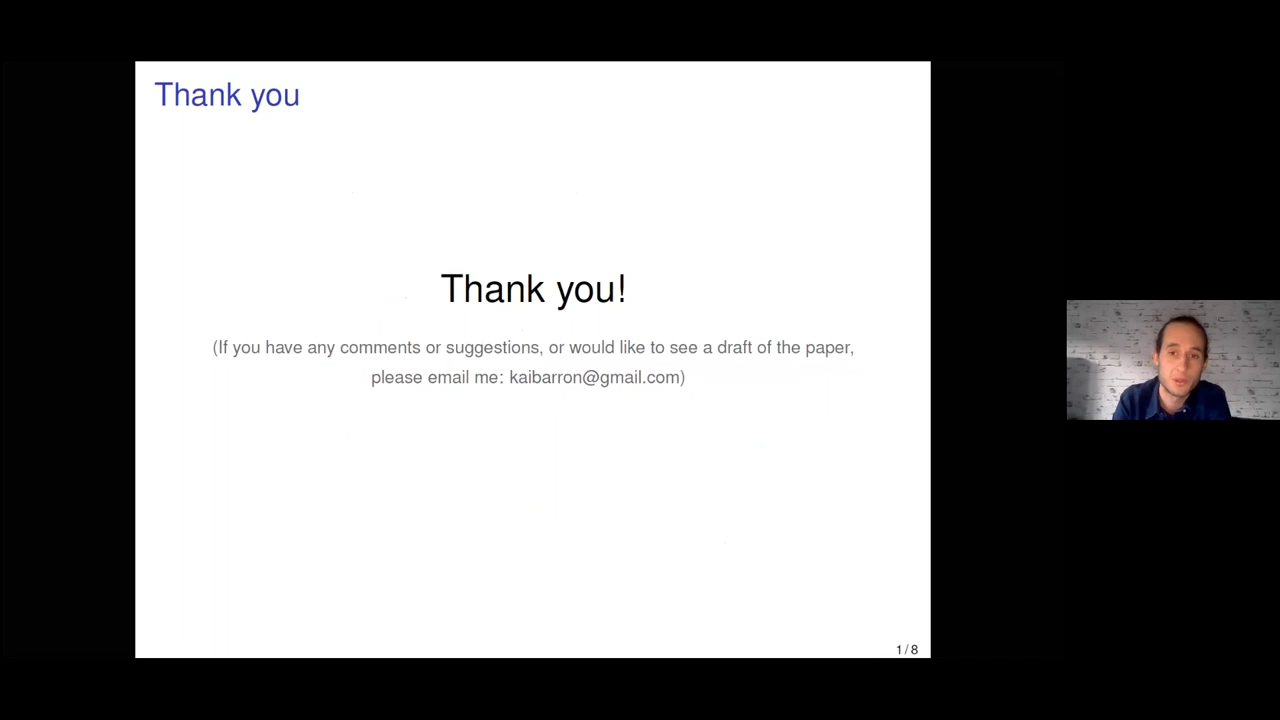 Thank you
Thank you!
(If you have any comments or suggestions, or would like to see a draft of the paper,
please email me: kaibarron@gmail.com)
1 / 8